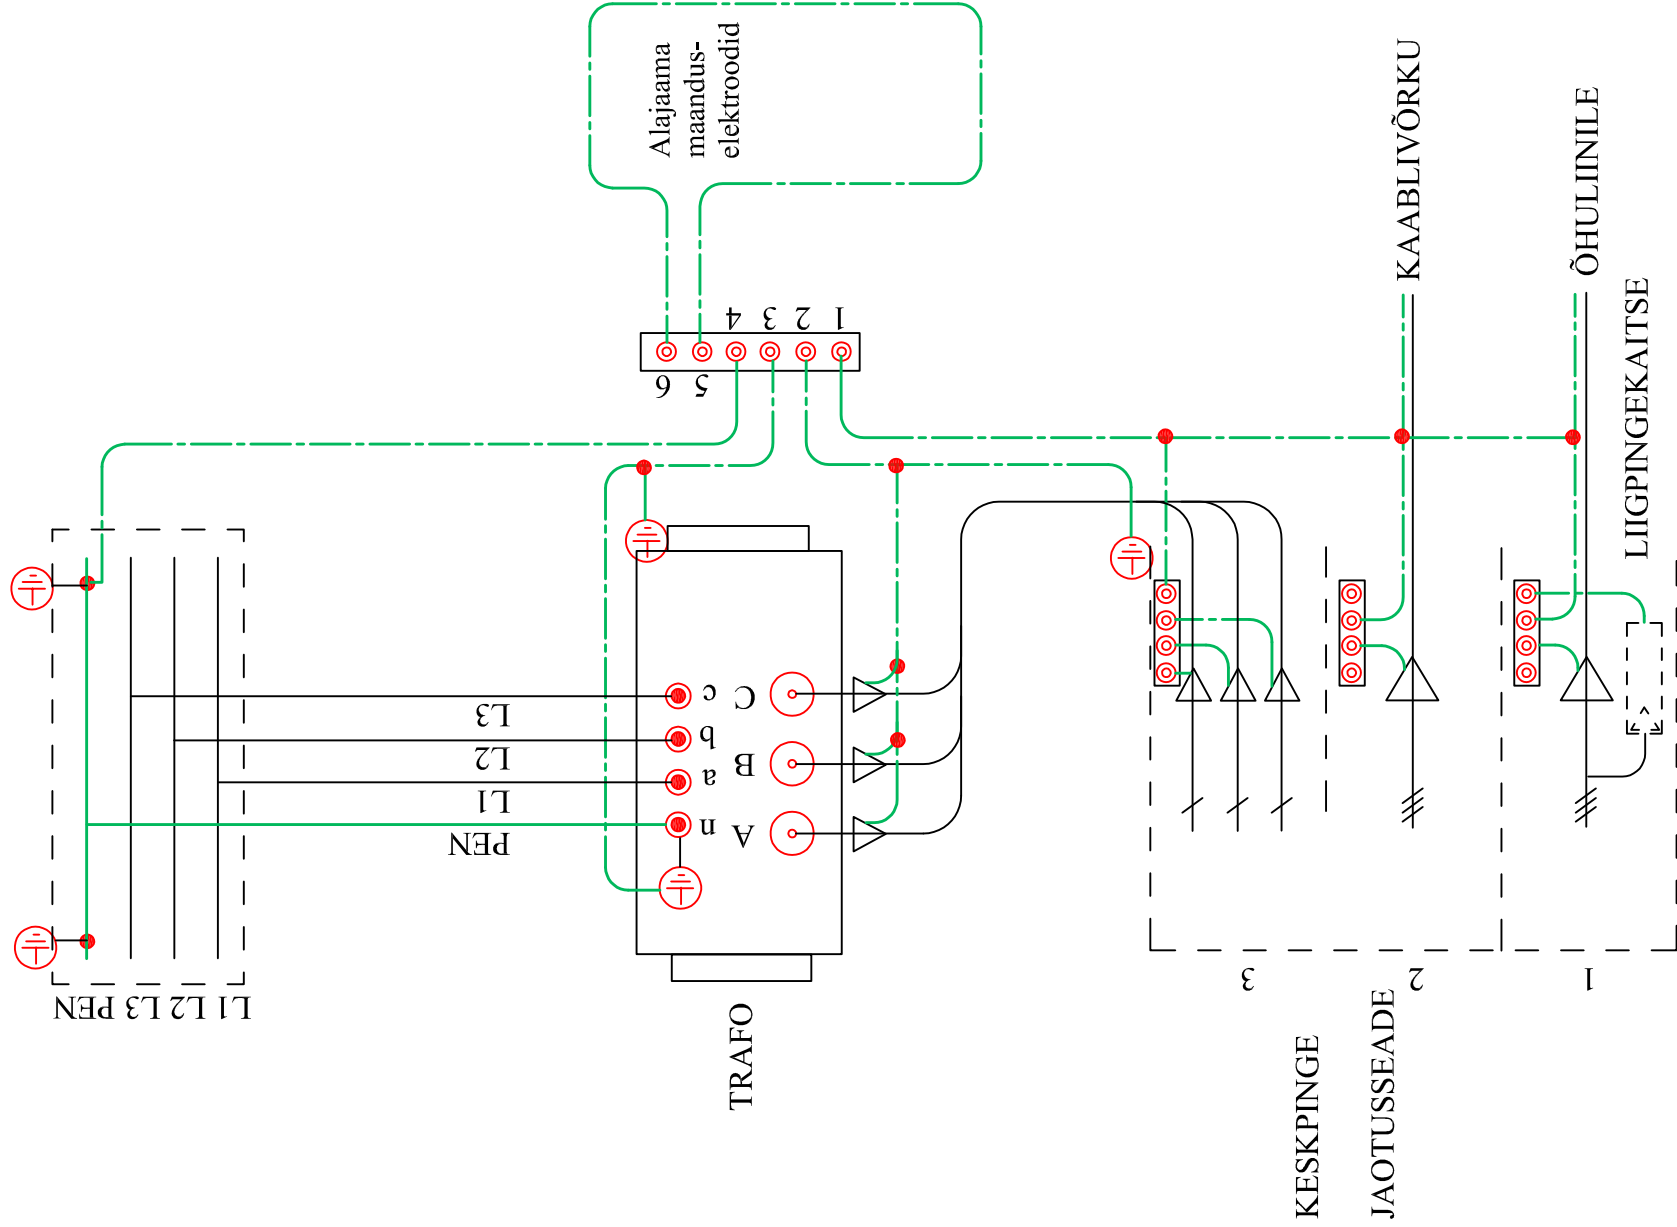 Alajaama
maandus-
elektroodid
KAABLIVÕRKU
ÕHULIINILE
LIIGPINGEKAITSE
4 3 2 1
6 5
L3
L2
L1
PEN
c C
b
B
a
n A
PEN L3 L2 L1
TRAFO
3
2
1
KESKPINGE
JAOTUSSEADE